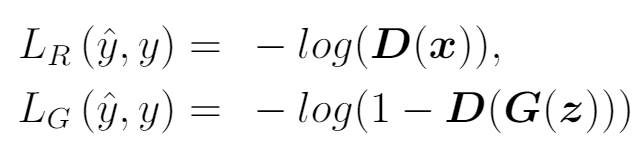 L_R (ŷ, y) = − log(D(x)),
L_G (ŷ, y) = − log(1 − D(G(z)))